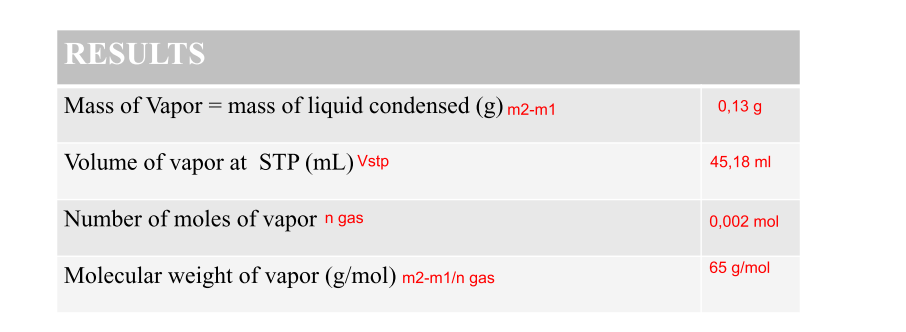 RESULTS
Mass of Vapor = mass of liquid condensed (g) m2-m1 0,13 g
Volume of vapor at STP (mL) Vstp 45,18 ml
Number of moles of vapor n gas 0,002 mol
Molecular weight of vapor (g/mol) m2-m1/n gas 65 g/mol